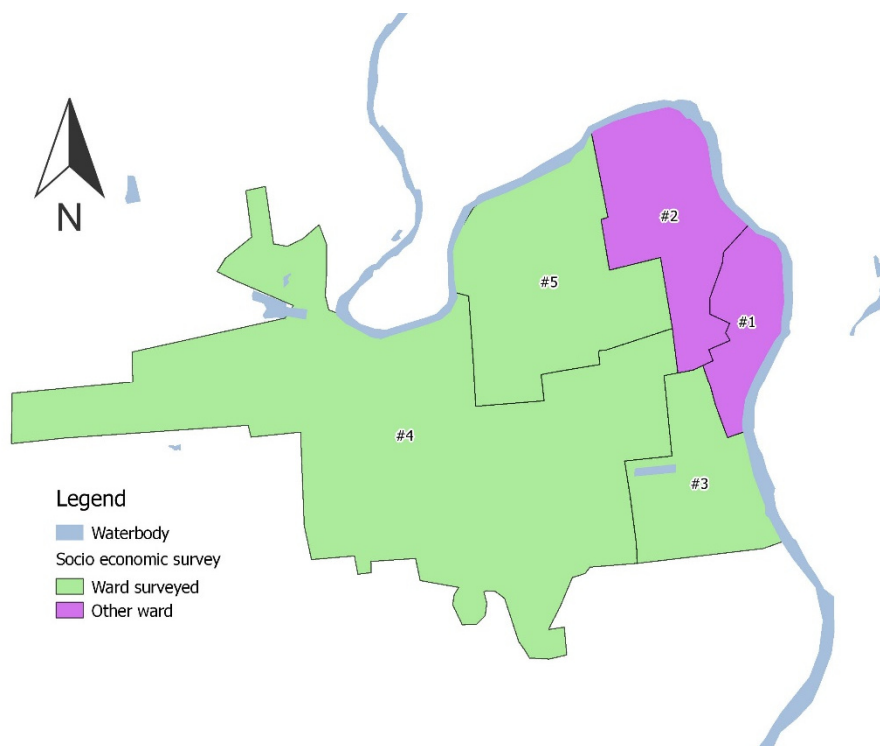 N
#2
#5
#1
#4
#3
Legend
Waterbody
Socio economic survey
Ward surveyed
Other ward